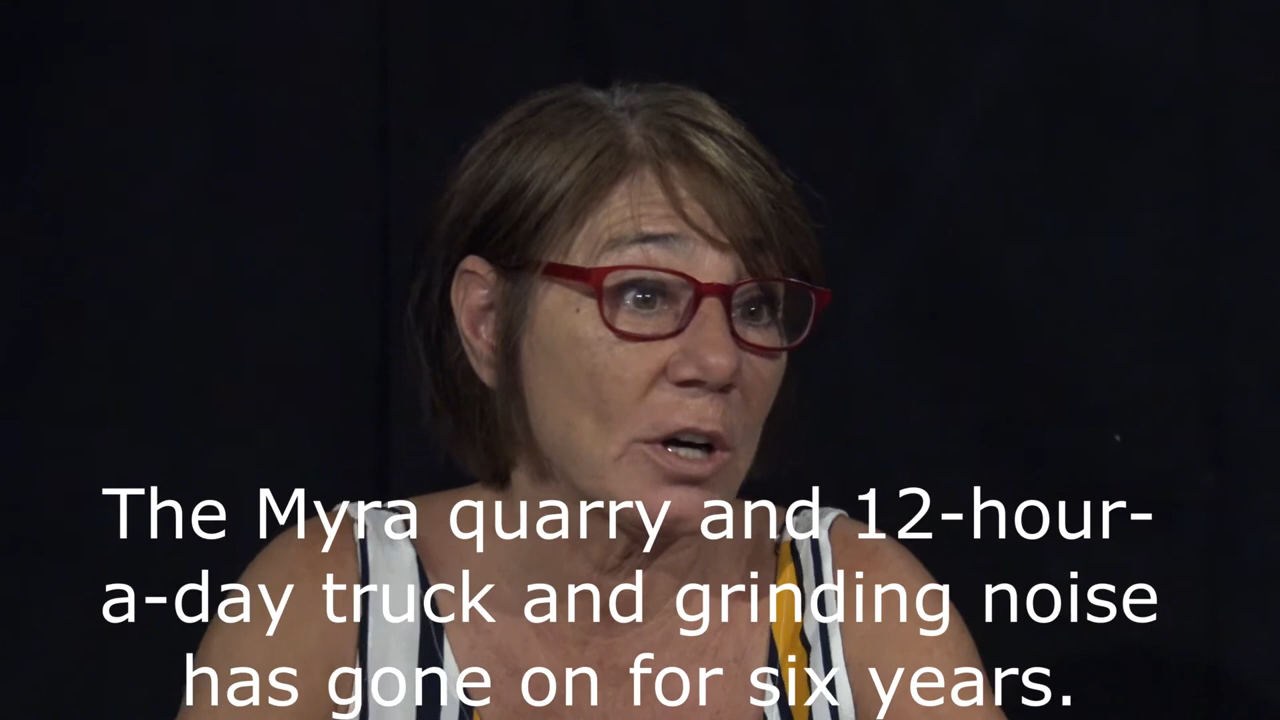 The Myra quarry and 12-hour-
a-day truck and grinding noise
has gone on for six years.